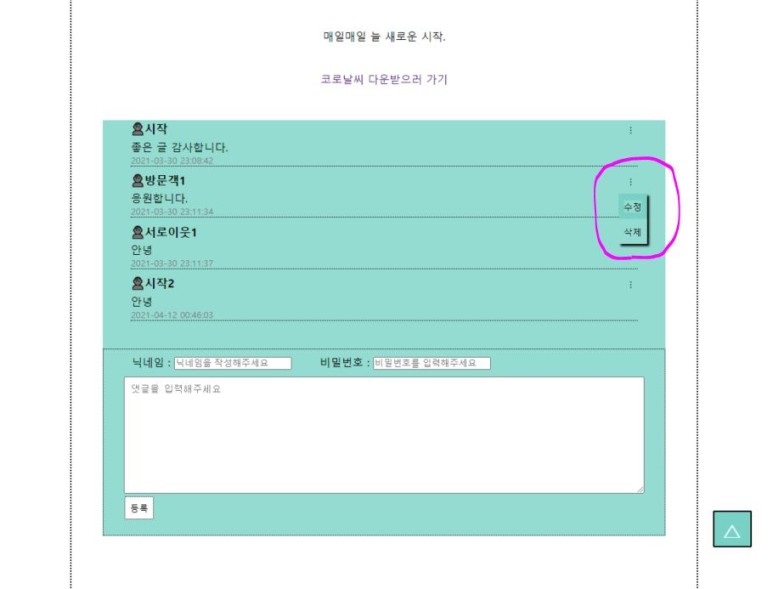 매일매일 늘 새로운 시작.
코로날씨 다운받으러 가기
시작
좋은 글 감사합니다.
2021-03-30 23:08:42
방문객1
응원합니다.
2021-03-30 23:11:34
수정
삭제
서로이웃1
안녕
2021-03-30 23:11:37
시작2
안녕
2021-04-12 00:46:03
닉네임 : 닉네임을 작성해주세요 비밀번호 : 비밀번호를 입력해주세요
댓글을 입력해주세요
등록